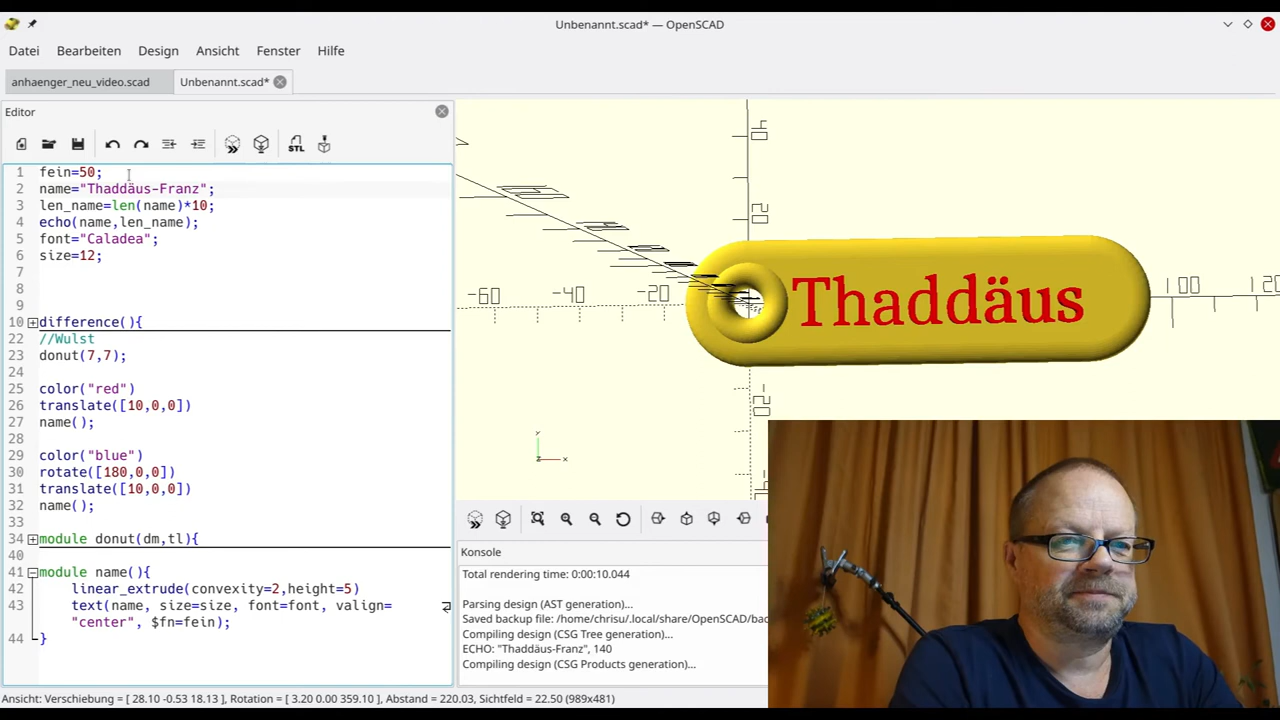 Unbenannt.scad* — OpenSCAD
Datei Bearbeiten Design Ansicht Fenster Hilfe
anhaenger_neu_video.scad Unbenannt.scad*
Editor
STL
1 fein=50;
2 name="Thaddäus-Franz";
3 len_name=len(name)*10;
4 echo(name,len_name);
5 font="Caladea";
6 size=12;
7
8
9
10 difference(){
22 //Wulst
23 donut(7,7);
24
25 color("red")
26 translate([10,0,0])
27 name();
28
29 color("blue")
30 rotate([180,0,0])
31 translate([10,0,0])
32 name();
33
34 module donut(dm,tl){
40
41 module name(){
42 linear_extrude(convexity=2,height=5)
43 text(name, size=size, font=font, valign=
"center", $fn=fein);
44 }
40
20
-60 -40 -20 100
Thaddäus
-20
Y
Z X
Konsole
Total rendering time: 0:00:10.044
Parsing design (AST generation)...
Saved backup file: /home/chrisu/.local/share/OpenSCAD/bac
Compiling design (CSG Tree generation)...
ECHO: "Thaddäus-Franz", 140
Compiling design (CSG Products generation)...
Ansicht: Verschiebung = [ 28.10 -0.53 18.13 ], Rotation = [ 3.20 0.00 359.10 ], Abstand = 220.03, Sichtfeld = 22.50 (989x481)